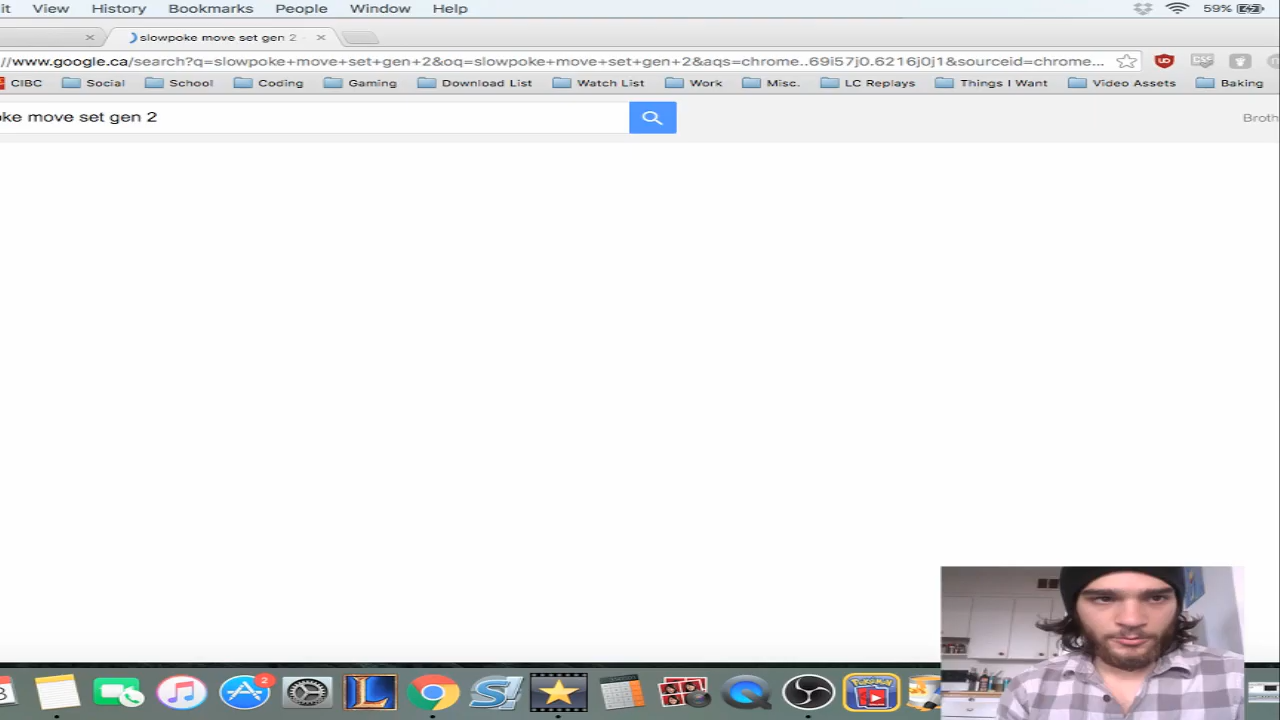 it View History Bookmarks People Window Help 59%
slowpoke move set gen 2
//www.google.ca/search?q=slowpoke+move+set+gen+2&oq=slowpoke+move+set+gen+2&aqs=chrome..69i57j0.6216j0j1&sourceid=chrome...
CIBC Social School Coding Gaming Download List Watch List Work Misc. LC Replays Things I Want Video Assets Baking
oke move set gen 2 Broth
2